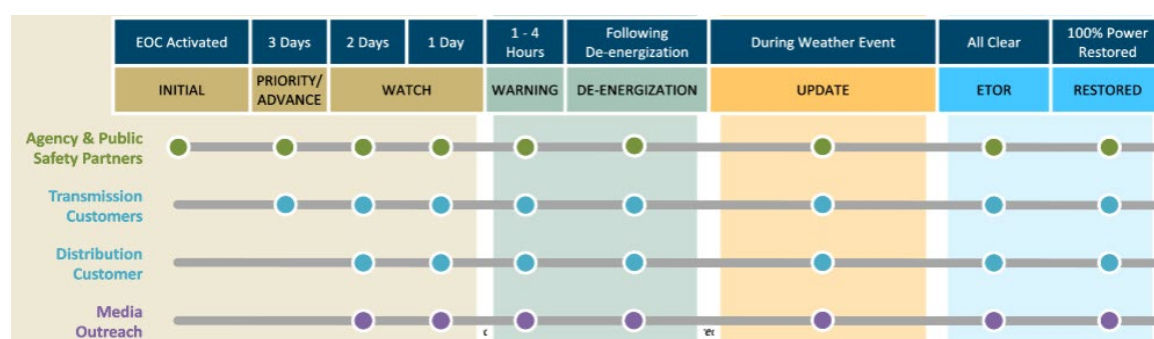 EOC Activated
3 Days
2 Days
1 Day
1 - 4
Hours
Following
De-energization
During Weather Event
All Clear
100% Power
Restored
INITIAL
PRIORITY/
ADVANCE
WATCH
WARNING
DE-ENERGIZATION
UPDATE
ETOR
RESTORED
Agency & Public
Safety Partners
Transmission
Customers
Distribution
Customer
Media
Outreach